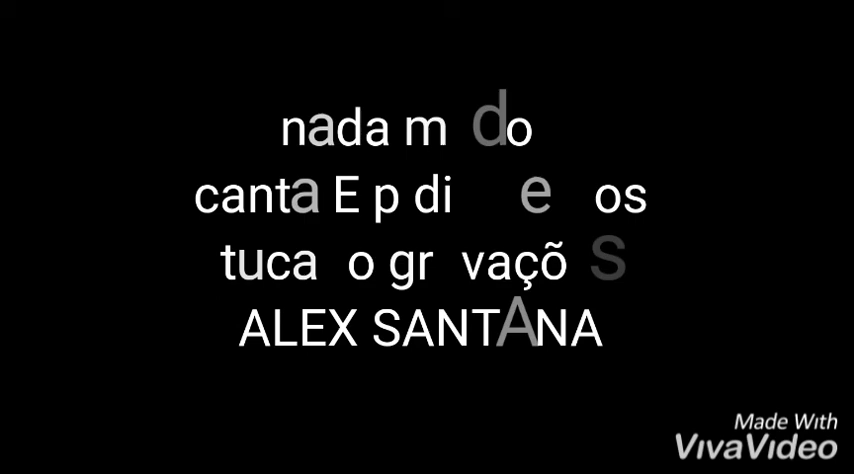 nada m do
canta E p di e os
tuca o gr vaçõ s
ALEX SANTANA
Made With
VivaVideo